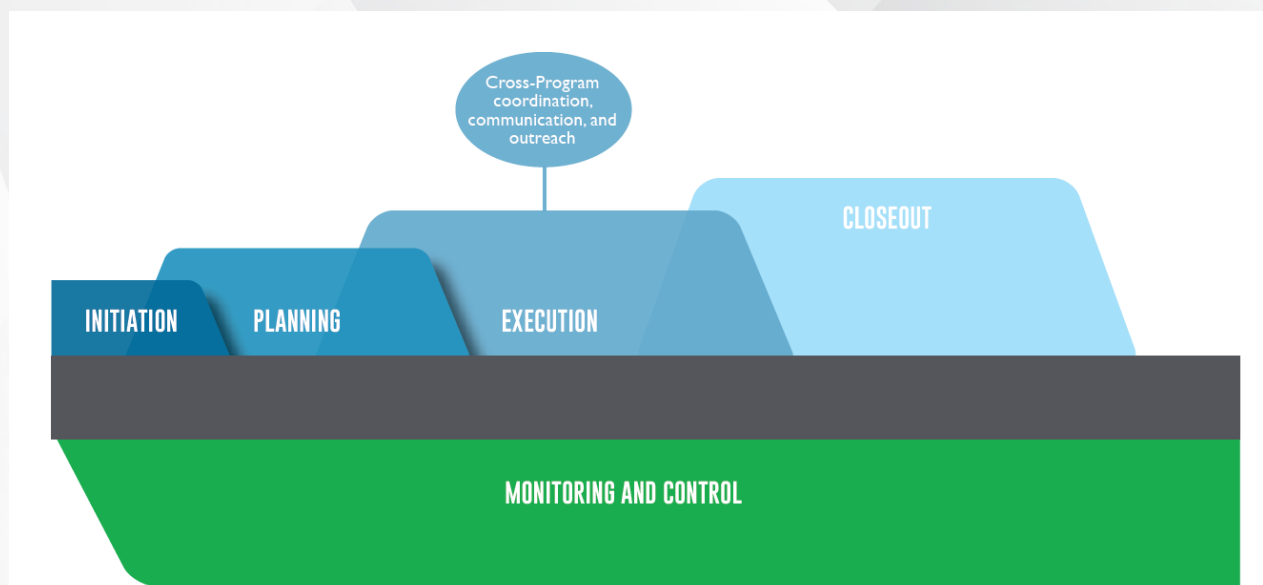 Cross-Program
coordination,
communication, and
outreach
CLOSEOUT
INITIATION
PLANNING
EXECUTION
MONITORING AND CONTROL